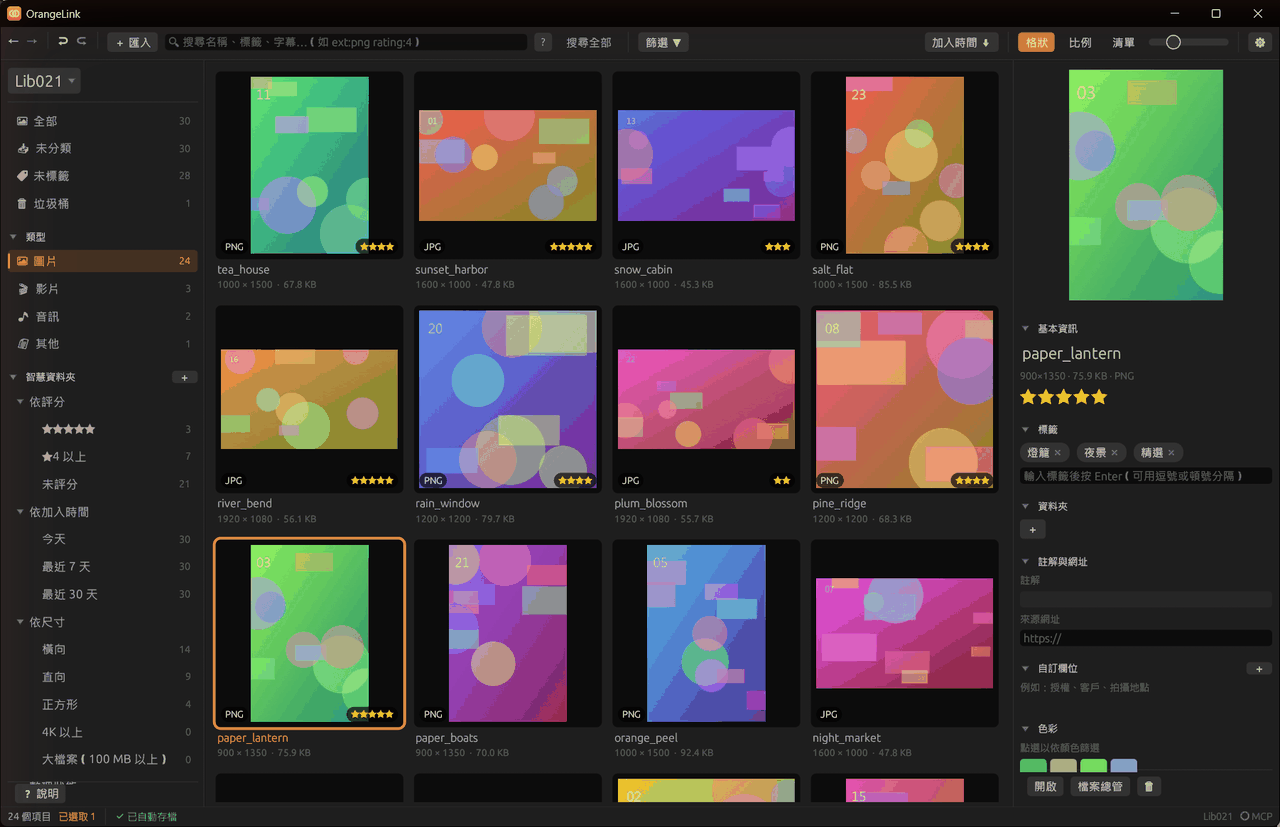 OrangeLink
+ 匯入
搜尋名稱、標籤、字幕…（如 ext:png rating:4）
?
搜尋全部
篩選 ▼
加入時間
格狀
比例
清單
Lib021
全部 30
未分類 30
未標籤 28
垃圾桶 1
類型
圖片 24
影片 3
音訊 2
其他 1
智慧資料夾 +
依評分
★★★★★ 3
★4 以上 7
未評分 21
依加入時間
今天 30
最近 7 天 30
最近 30 天 30
依尺寸
橫向 14
直向 9
正方形 4
4K 以上 0
大檔案（100 MB 以上） 0
? 說明
11
PNG ★★★★
tea_house
1000 × 1500 · 67.8 KB
01
JPG ★★★★★
sunset_harbor
1600 × 1000 · 47.8 KB
13
JPG ★★★
snow_cabin
1600 × 1000 · 45.3 KB
23
PNG ★★★★
salt_flat
1000 × 1500 · 85.5 KB
16
JPG ★★★★★
river_bend
1920 × 1080 · 56.1 KB
20
PNG ★★★★
rain_window
1200 × 1200 · 79.7 KB
22
JPG ★★
plum_blossom
1920 × 1080 · 55.7 KB
08
PNG ★★★★
pine_ridge
1200 × 1200 · 68.3 KB
03
PNG ★★★★★
paper_lantern
900 × 1350 · 75.9 KB
21
PNG
paper_boats
900 × 1350 · 70.0 KB
05
PNG
orange_peel
1000 × 1500 · 92.4 KB
07
JPG
night_market
1600 × 1000 · 47.8 KB
02
15
03
基本資訊
paper_lantern
900×1350 · 75.9 KB · PNG
★★★★★
標籤
燈籠 ×
夜景 ×
精選 ×
輸入標籤後按 Enter（可用逗號或頓號分隔）
資料夾
+
註解與網址
註解
來源網址
https://
自訂欄位 +
例如：授權、客戶、拍攝地點
色彩
點選以依顏色篩選
開啟
檔案總管
24 個項目 已選取 1 ✓ 已自動存檔
Lib021 MCP